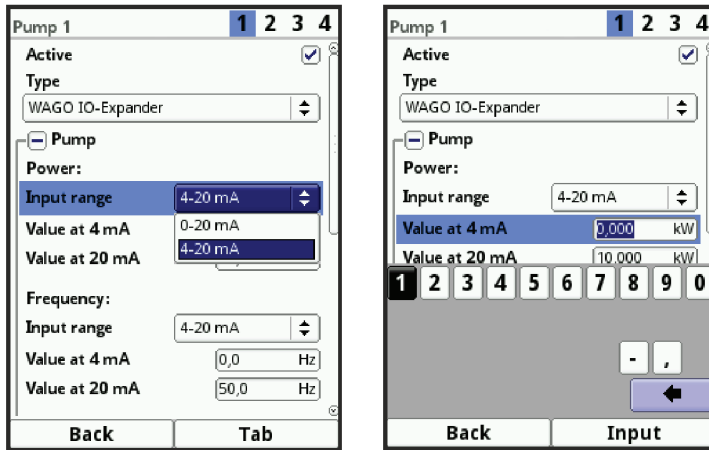 Pump 1 1 2 3 4
Active
Type
WAGO IO-Expander
Pump
Power:
Input range 4-20 mA
0-20 mA
Value at 4 mA
4-20 mA
Value at 20 mA
Frequency:
Input range 4-20 mA
Value at 4 mA 0,0 Hz
Value at 20 mA 50,0 Hz
Back Tab
Pump 1 1 2 3 4
Active
Type
WAGO IO-Expander
Pump
Power:
Input range 4-20 mA
Value at 4 mA 0,000 kW
Value at 20 mA 10,000 kW
1 2 3 4 5 6 7 8 9 0
- ,
Back Input